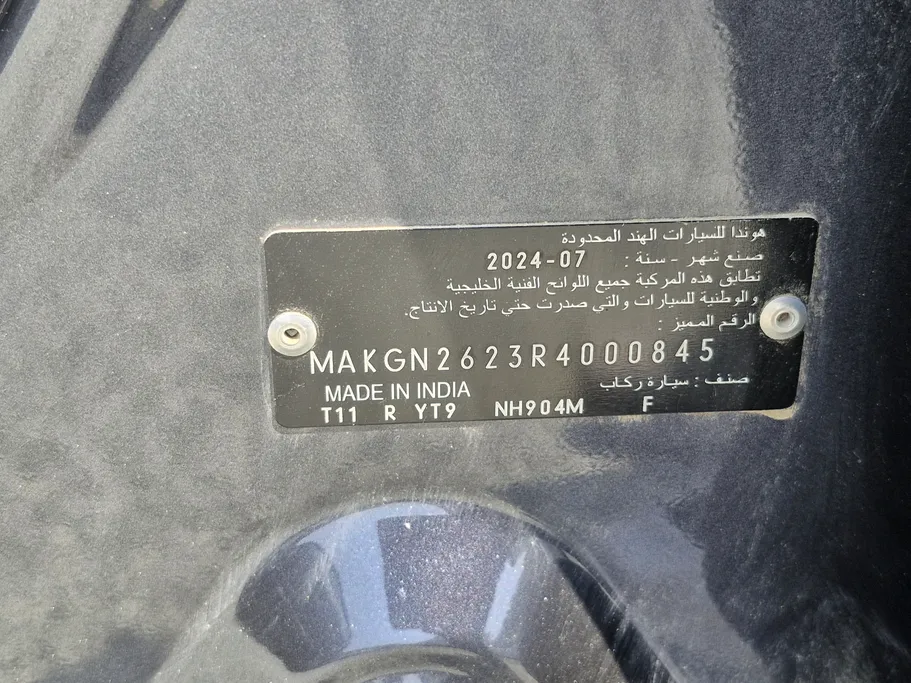 هوندا للسيارات الهند المحدودة
صنع شهر - سنة : 2024-07
تطابق هذه المركبة جميع اللوائح الفنية الخليجية
والوطنية للسيارات والتي صدرت حتى تاريخ الانتاج.
الرقم المميز :
MAKGN2623R4000845
صنف : سيارة ركاب
MADE IN INDIA
T11 R YT9 NH904M F